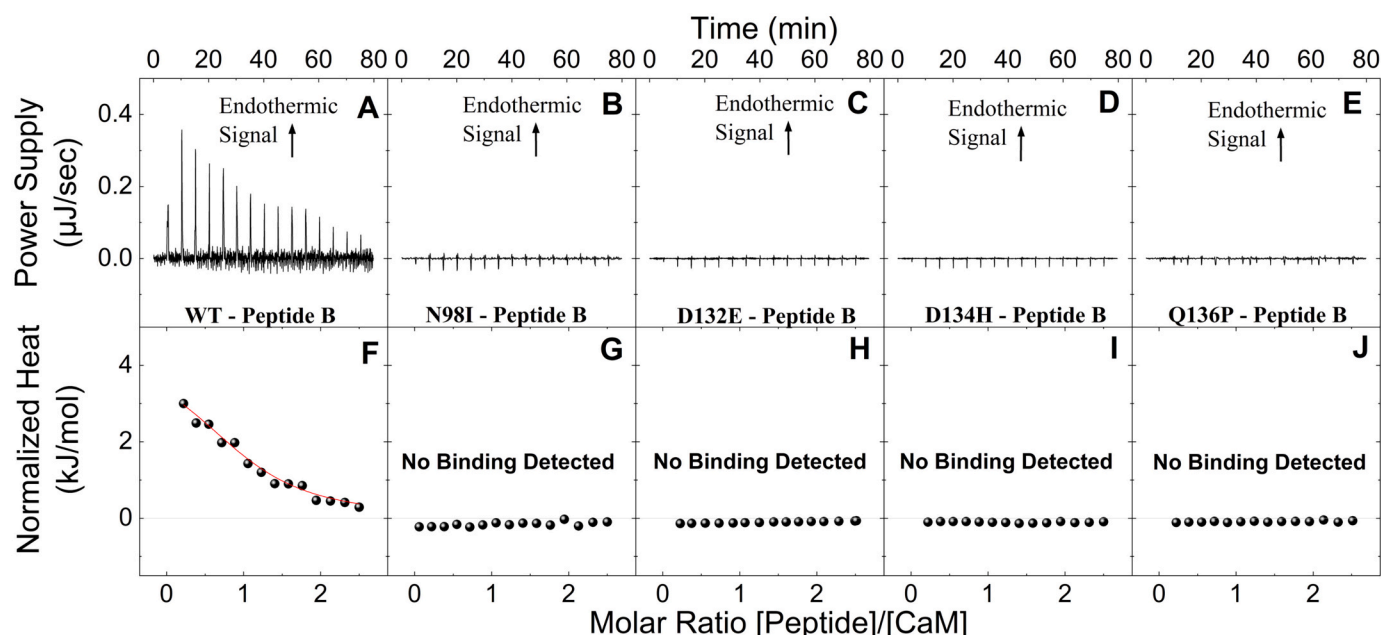 Time (min)
0 20 40 60 80 0 20 40 60 80 0 20 40 60 80 0 20 40 60 80 0 20 40 60 80
Power Supply
(μJ/sec)
0.4
0.2
0.0
Endothermic
Signal
A
WT - Peptide B
Endothermic
Signal
B
N98I - Peptide B
Endothermic
Signal
C
D132E - Peptide B
Endothermic
Signal
D
D134H - Peptide B
Endothermic
Signal
E
Q136P - Peptide B
Normalized Heat
(kJ/mol)
4
2
0
F
G
No Binding Detected
H
No Binding Detected
I
No Binding Detected
J
No Binding Detected
0 1 2 0 1 2 0 1 2 0 1 2 0 1 2
Molar Ratio [Peptide]/[CaM]